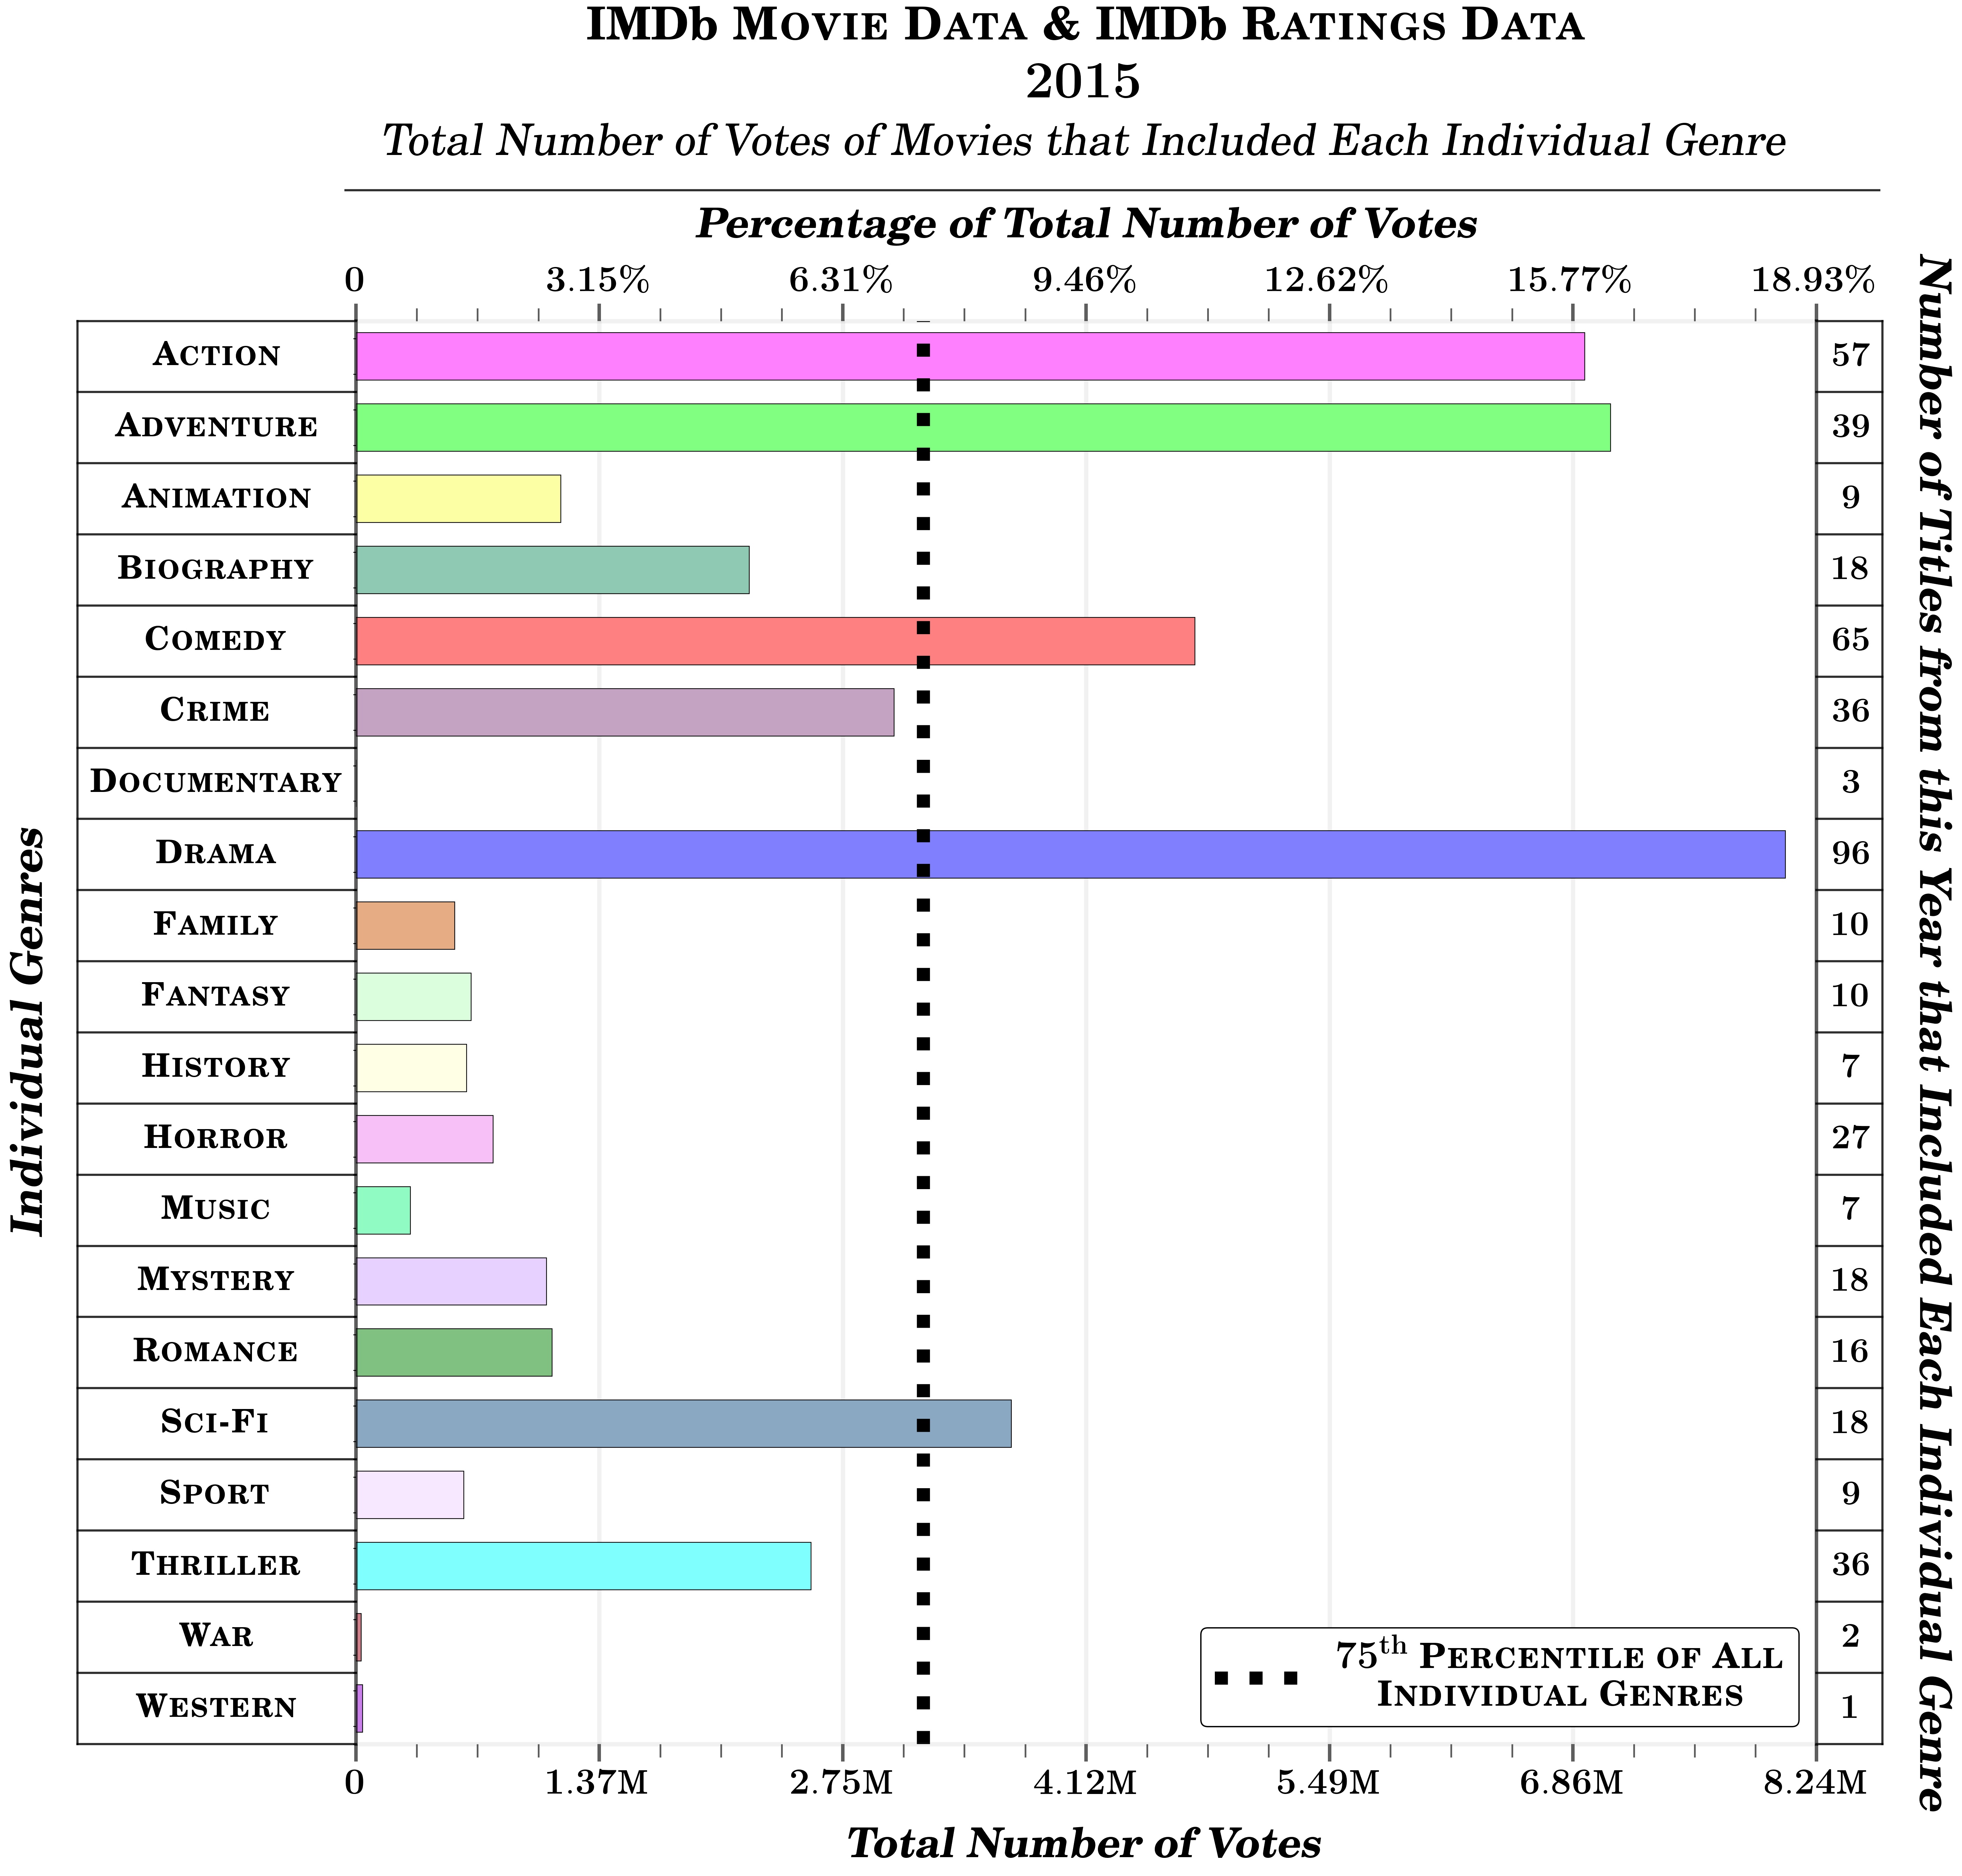 IMDb Movie Data & IMDb Ratings Data
2015
Total Number of Votes of Movies that Included Each Individual Genre
Percentage of Total Number of Votes
0 3.15% 6.31% 9.46% 12.62% 15.77% 18.93%
Individual Genres
Action 57
Adventure 39
Animation 9
Biography 18
Comedy 65
Crime 36
Documentary 3
Drama 96
Family 10
Fantasy 10
History 7
Horror 27
Music 7
Mystery 18
Romance 16
Sci-Fi 18
Sport 9
Thriller 36
War 2
Western 1
Number of Titles from this Year that Included Each Individual Genre
75th Percentile of All
Individual Genres
0 1.37M 2.75M 4.12M 5.49M 6.86M 8.24M
Total Number of Votes